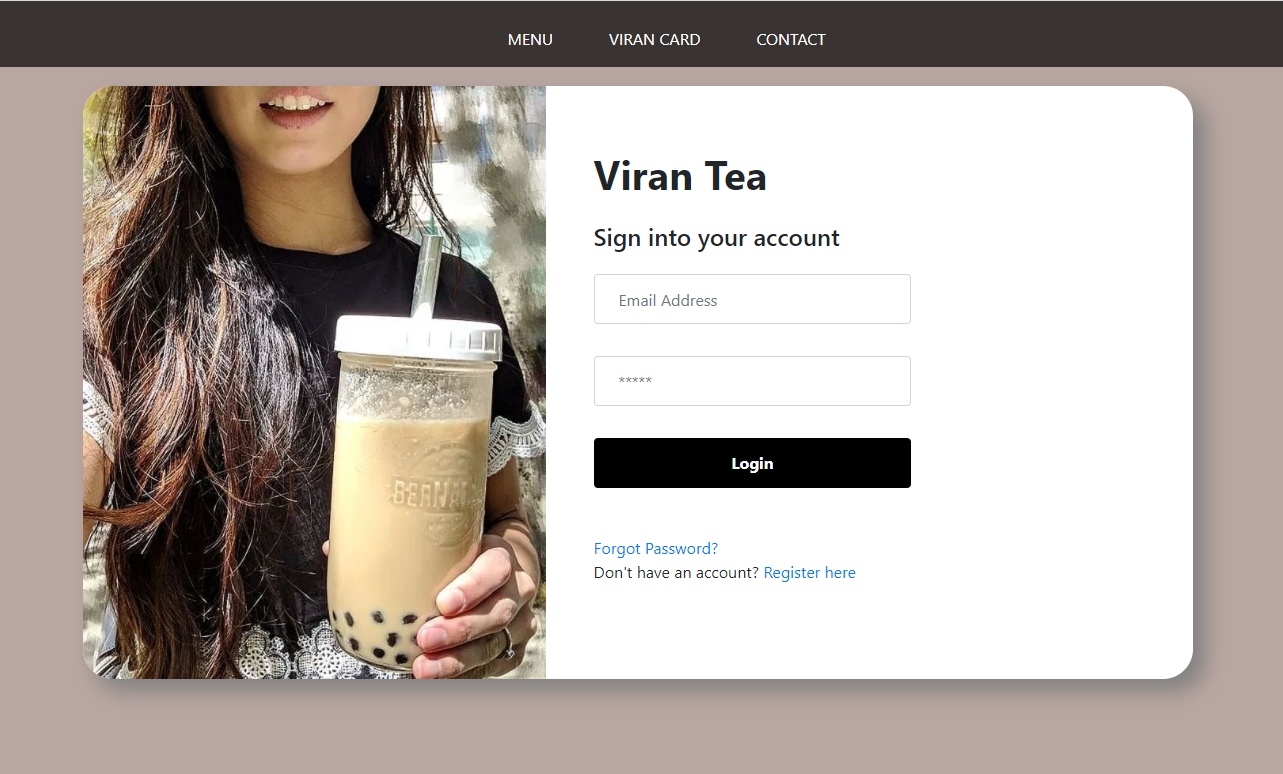 MENU VIRAN CARD CONTACT
Viran Tea
Sign into your account
Email Address
*****
Login
Forgot Password?
Don't have an account? Register here